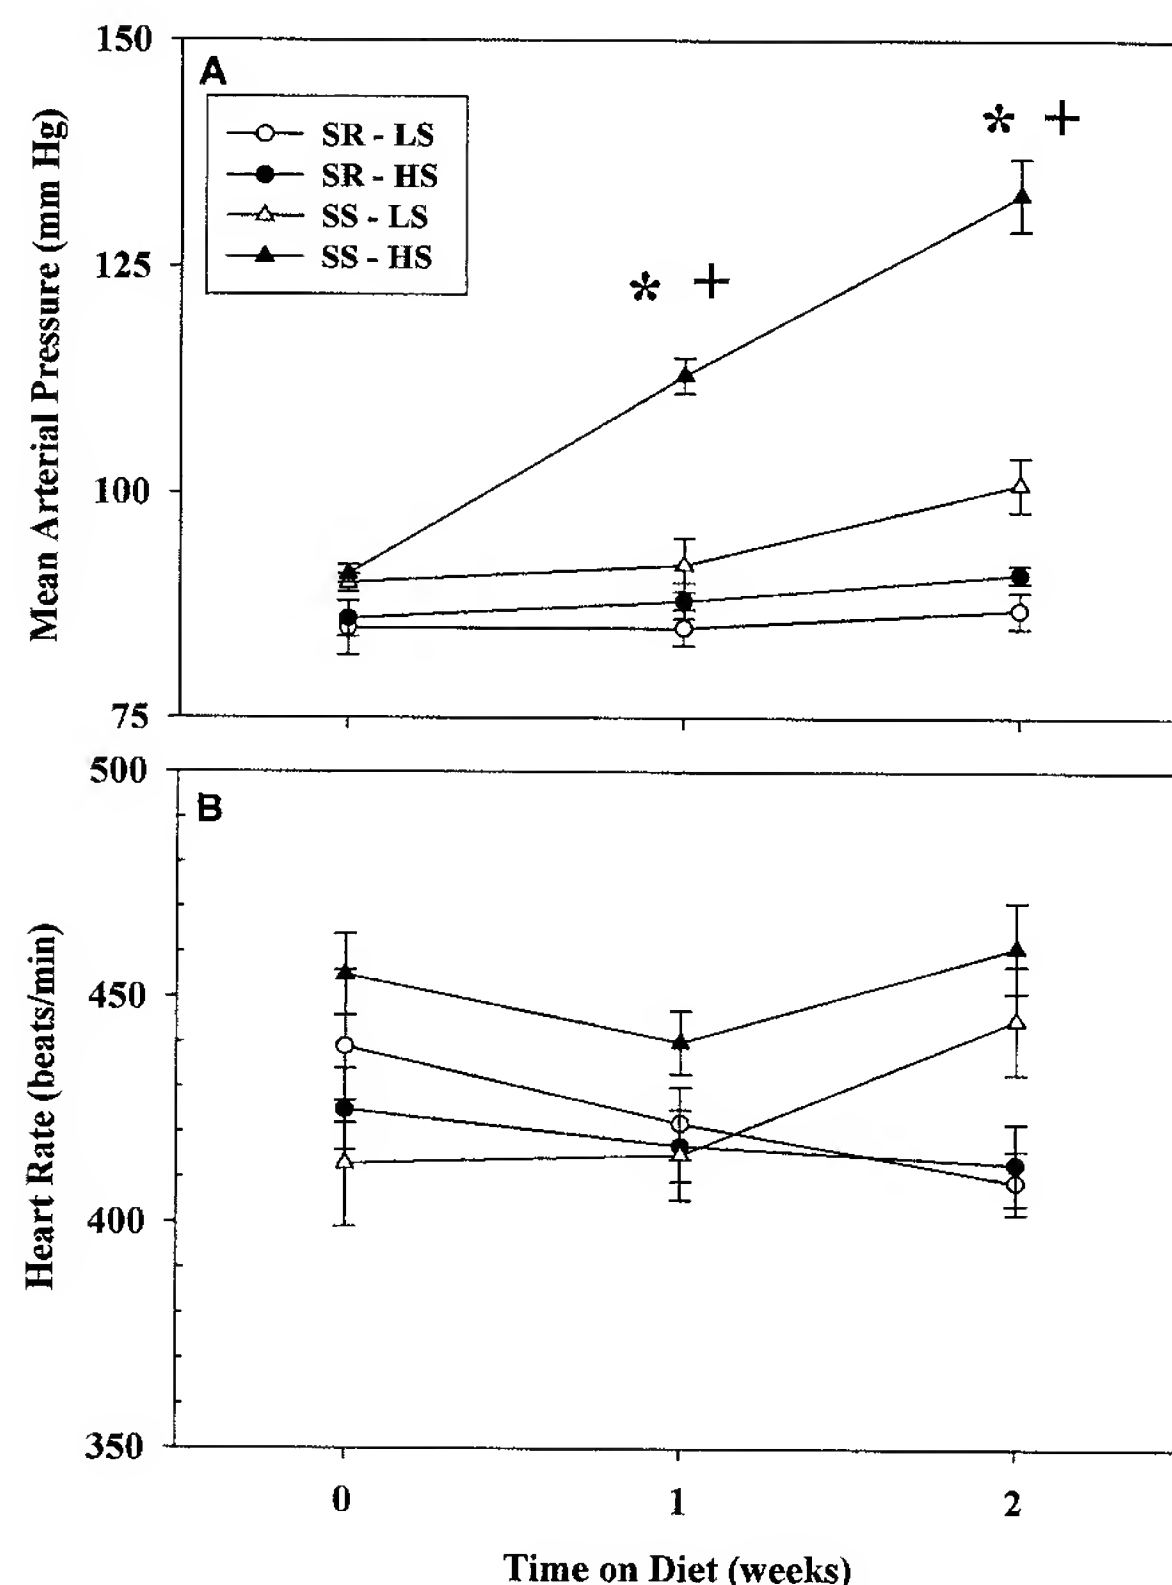 150
A
SR - LS
SR - HS
SS - LS
SS - HS
* +
125
* +
100
75
Mean Arterial Pressure (mm Hg)
500
B
450
400
350
Heart Rate (beats/min)
0 1 2
Time on Diet (weeks)